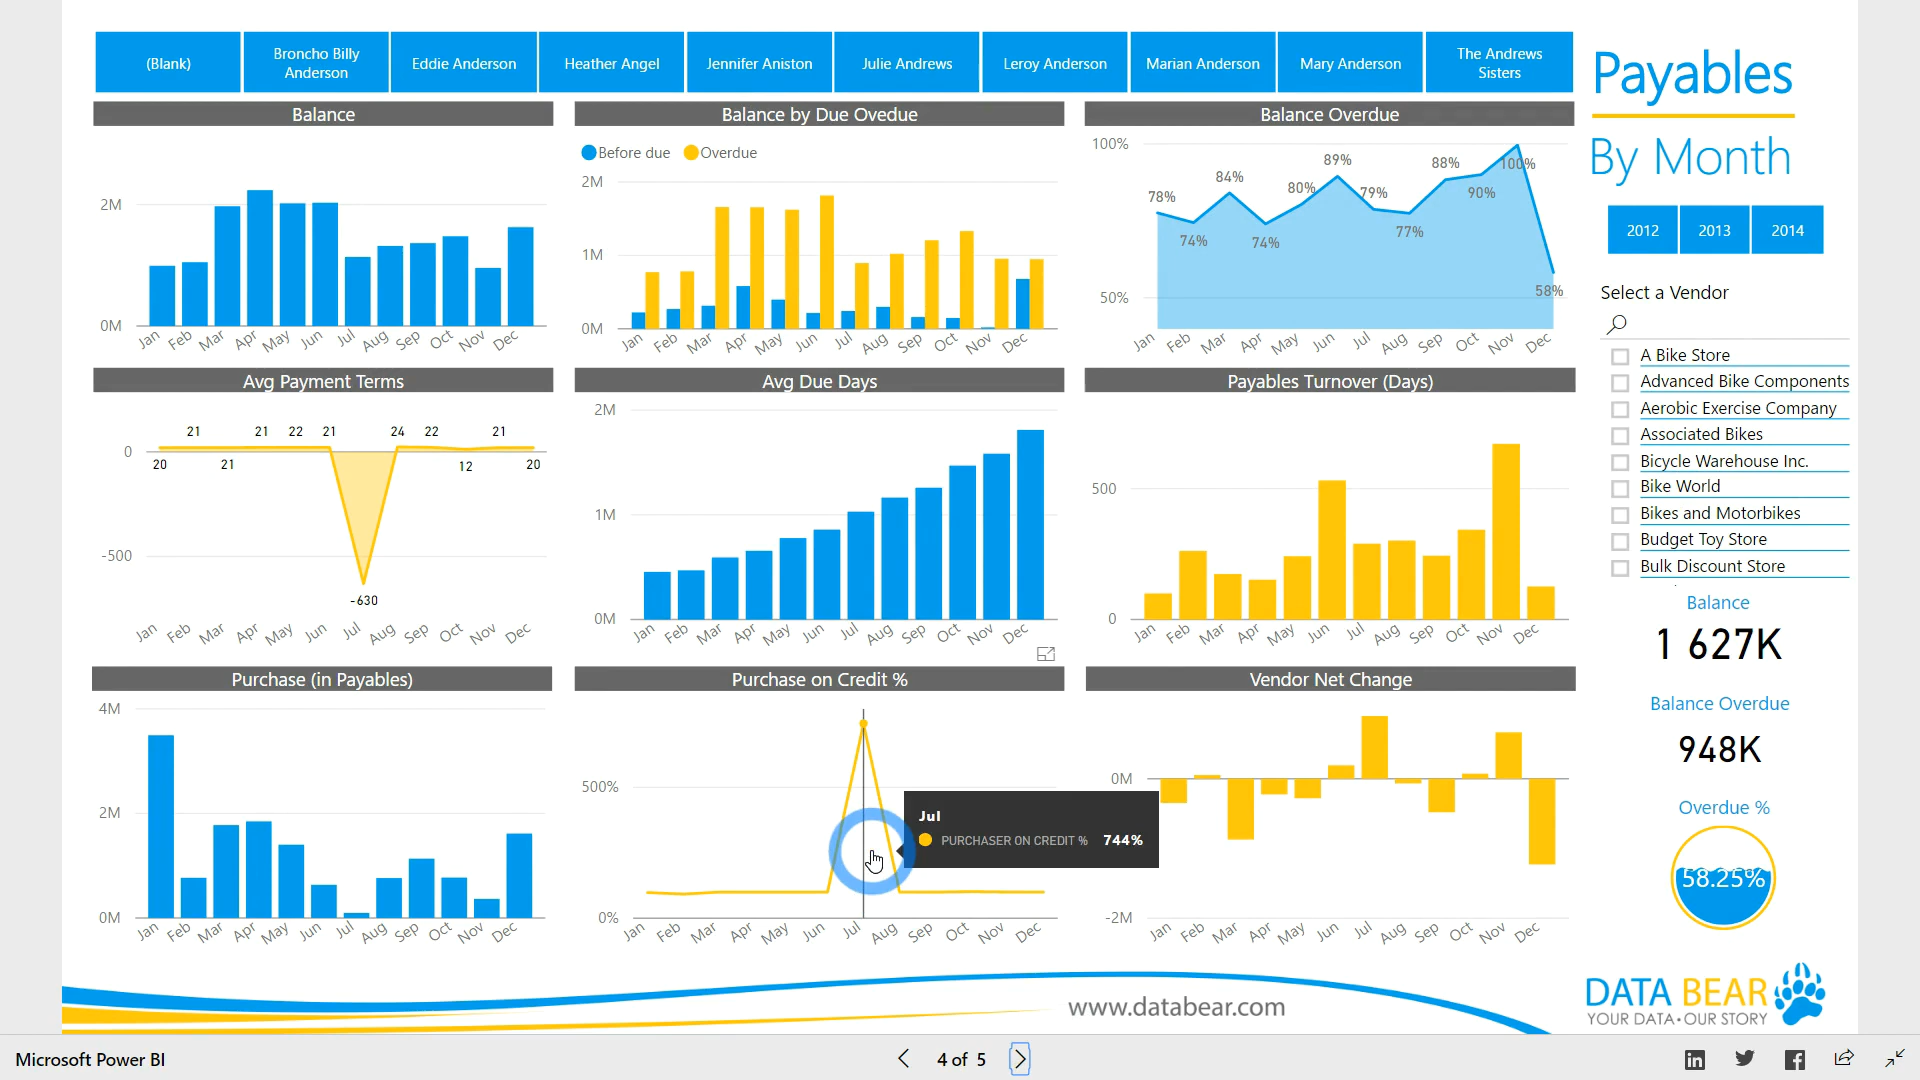 (Blank)
Broncho Billy
Anderson
Eddie Anderson
Heather Angel
Jennifer Aniston
Julie Andrews
Leroy Anderson
Marian Anderson
Mary Anderson
The Andrews
Sisters
Payables
By Month
2012 2013 2014
Select a Vendor
A Bike Store
Advanced Bike Components
Aerobic Exercise Company
Associated Bikes
Bicycle Warehouse Inc.
Bike World
Bikes and Motorbikes
Budget Toy Store
Bulk Discount Store
Balance
1 627K
Balance Overdue
948K
Overdue %
58.25%
Balance
2M
0M
Jan Feb Mar Apr May Jun Jul Aug Sep Oct Nov Dec
Balance by Due Ovedue
Before due Overdue
2M
1M
0M
Jan Feb Mar Apr May Jun Jul Aug Sep Oct Nov Dec
Balance Overdue
100%
50%
78% 74% 84% 74% 80% 89% 79% 77% 88% 90% 100% 58%
Jan Feb Mar Apr May Jun Jul Aug Sep Oct Nov Dec
Avg Payment Terms
0
-500
20 21 21 21 22 21 -630 24 22 12 21 20
Jan Feb Mar Apr May Jun Jul Aug Sep Oct Nov Dec
Avg Due Days
2M
1M
0M
Jan Feb Mar Apr May Jun Jul Aug Sep Oct Nov Dec
Payables Turnover (Days)
500
0
Jan Feb Mar Apr May Jun Jul Aug Sep Oct Nov Dec
Purchase (in Payables)
4M
2M
0M
Jan Feb Mar Apr May Jun Jul Aug Sep Oct Nov Dec
Purchase on Credit %
500%
0%
Jul
PURCHASER ON CREDIT % 744%
Jan Feb Mar Apr May Jun Jul Aug Sep Oct Nov Dec
Vendor Net Change
0M
-2M
Jan Feb Mar Apr May Jun Jul Aug Sep Oct Nov Dec
www.databear.com
DATA BEAR
YOUR DATA•OUR STORY
Microsoft Power BI
4 of 5